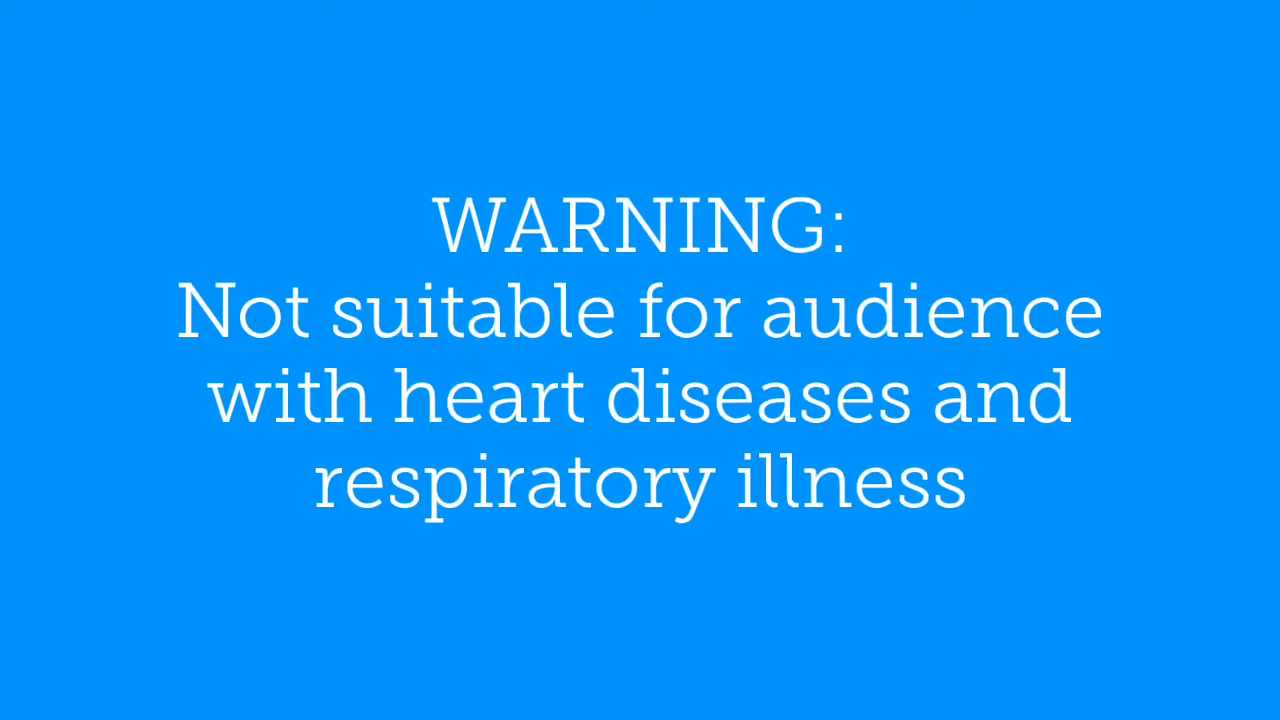 WARNING:
Not suitable for audience
with heart diseases and
respiratory illness